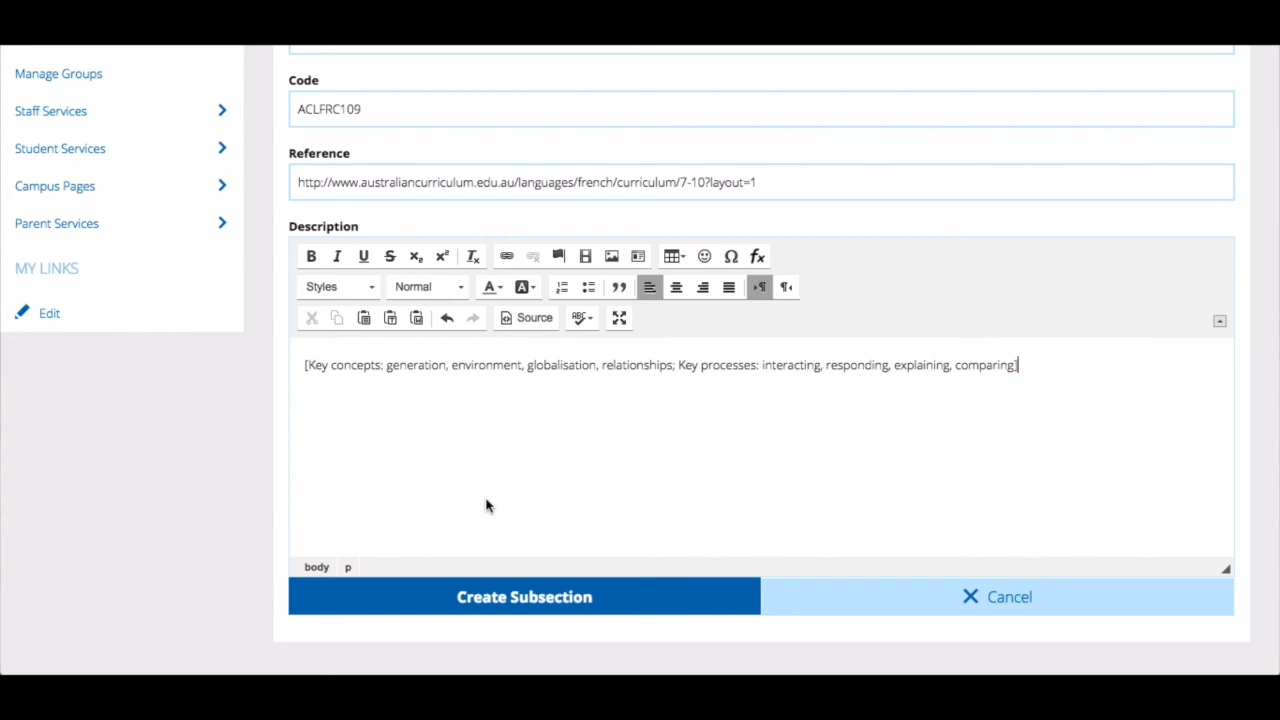 Manage Groups
Staff Services
Student Services
Campus Pages
Parent Services
MY LINKS
Edit
Code
ACLFRC109
Reference
http://www.australiancurriculum.edu.au/languages/french/curriculum/7-10?layout=1
Description
Styles Normal
Source
[Key concepts: generation, environment, globalisation, relationships; Key processes: interacting, responding, explaining, comparing]
body p
Create Subsection
Cancel